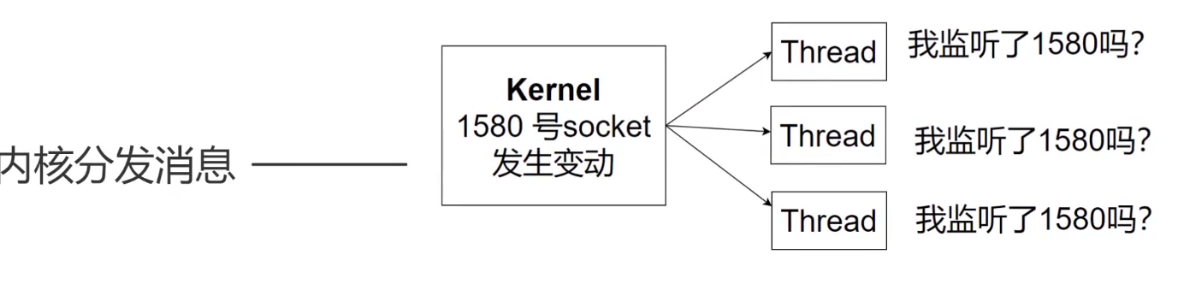 内核分发消息
Kernel
1580 号socket
发生变动
Thread
我监听了1580吗?
Thread
我监听了1580吗?
Thread
我监听了1580吗?